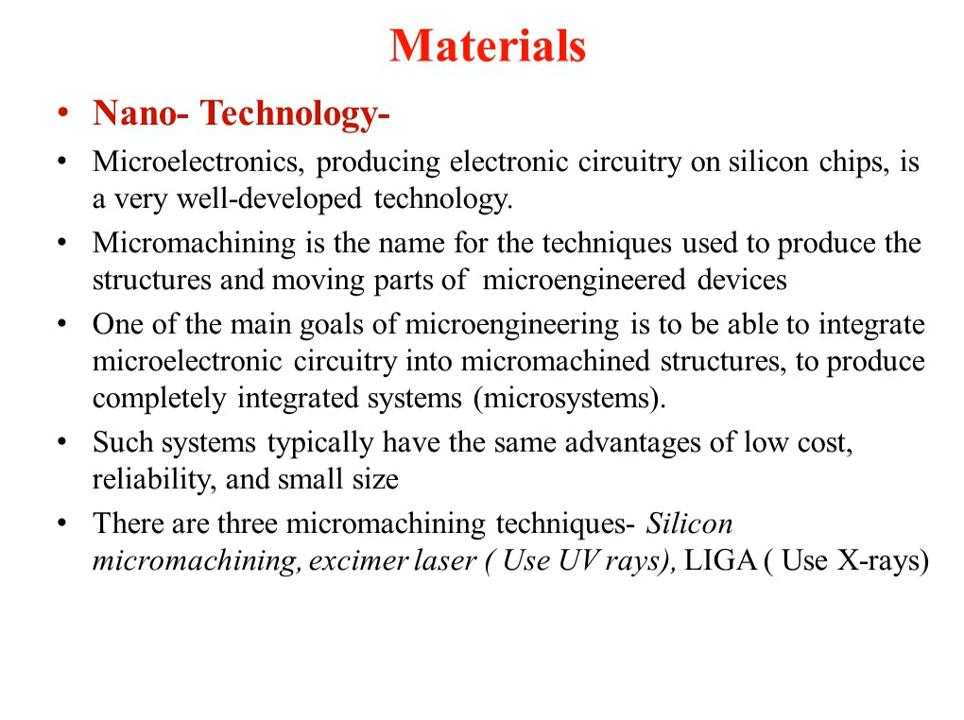 Materials
• Nano- Technology-
• Microelectronics, producing electronic circuitry on silicon chips, is
a very well-developed technology.
• Micromachining is the name for the techniques used to produce the
structures and moving parts of  microengineered devices
• One of the main goals of microengineering is to be able to integrate
microelectronic circuitry into micromachined structures, to produce
completely integrated systems (microsystems).
• Such systems typically have the same advantages of low cost,
reliability, and small size
• There are three micromachining techniques- Silicon
micromachining, excimer laser ( Use UV rays), LIGA ( Use X-rays)